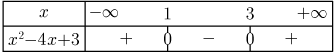 x −∞ 1 3 +∞
x²−4x+3 + 0 − 0 +